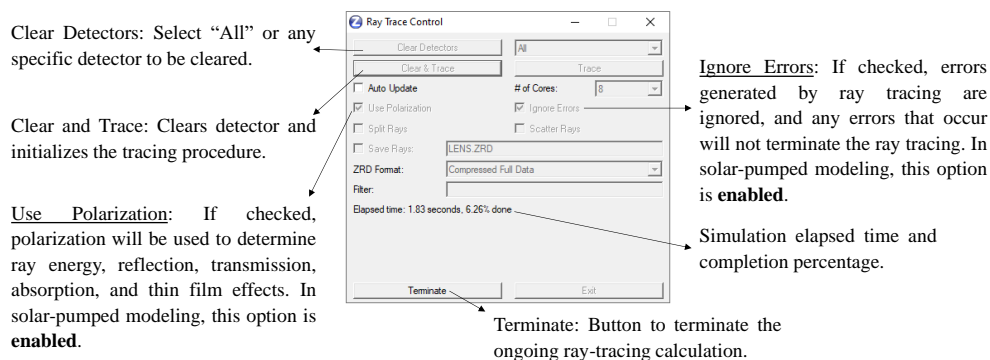 Clear Detectors: Select “All” or any
specific detector to be cleared.
Clear and Trace: Clears detector and
initializes the tracing procedure.
Use Polarization: If checked,
polarization will be used to determine
ray energy, reflection, transmission,
absorption, and thin film effects. In
solar-pumped modeling, this option is
enabled.
Ray Trace Control
Clear Detectors
All
Clear & Trace
Trace
Auto Update
# of Cores:
8
Use Polarization
Ignore Errors
Split Rays
Scatter Rays
Save Rays:
LENS.ZRD
ZRD Format:
Compressed Full Data
Filter:
Elapsed time: 1.83 seconds, 6.26% done
Terminate
Exit
Ignore Errors: If checked, errors
generated by ray tracing are
ignored, and any errors that occur
will not terminate the ray tracing. In
solar-pumped modeling, this option
is enabled.
Simulation elapsed time and
completion percentage.
Terminate: Button to terminate the
ongoing ray-tracing calculation.